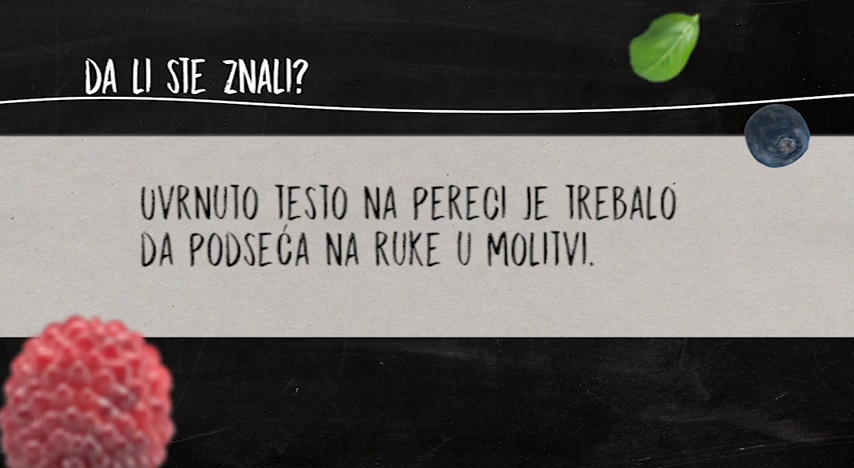 DA LI STE ZNALI?
UVRNUTO TESTO NA PERECI JE TREBALO
DA PODSEĆA NA RUKE U MOLITVI.